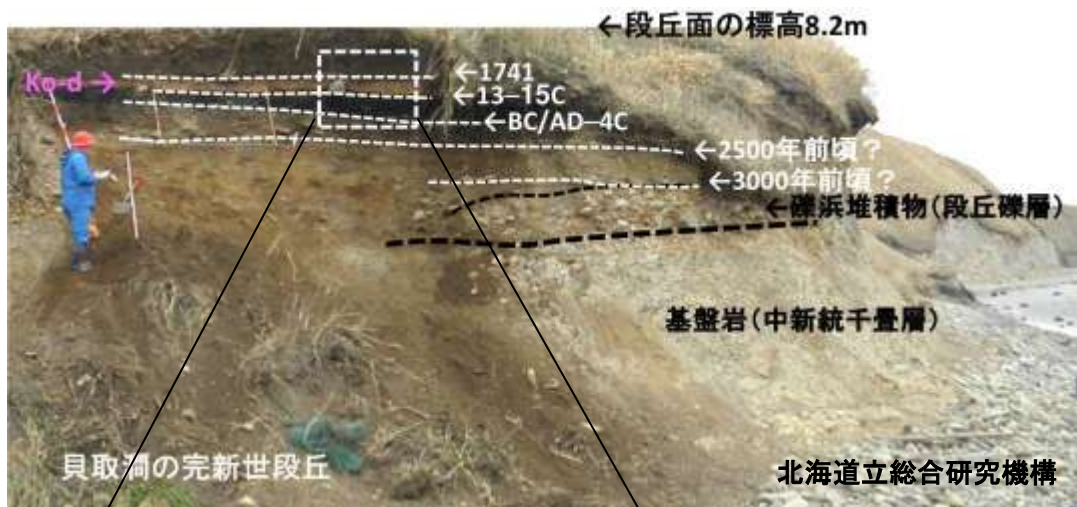 ←段丘面の標高8.2m
Ko-d →
←1741
←13–15C
←BC/AD–4C
←2500年前頃？
←3000年前頃？
←礫浜堆積物（段丘礫層）
基盤岩（中新統千畳層）
貝取澗の完新世段丘
北海道立総合研究機構